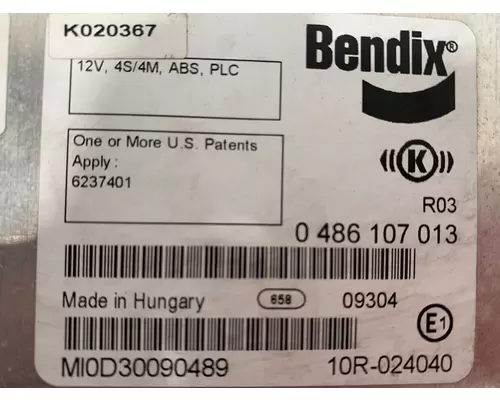 K020367
Bendix®
12V, 4S/4M, ABS, PLC
One or More U.S. Patents
Apply :
6237401
((K))
R03
0 486 107 013
Made in Hungary 658 09304
E1
MI0D30090489 10R-024040